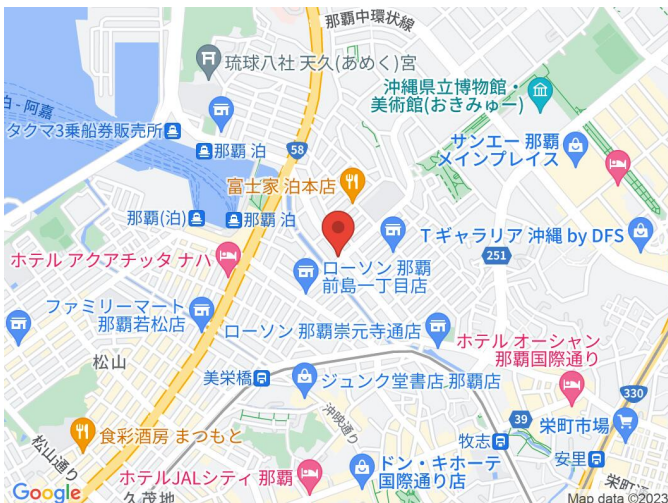 那覇中環状線
琉球八社 天久(あめく)宮
沖縄県立博物館・
美術館(おきみゅー)
泊 - 阿嘉
タクマ3乗船券販売所
那覇 泊
58
サンエー 那覇
メインプレイス
富士家 泊本店
那覇(泊)
那覇 泊
Tギャラリア 沖縄 by DFS
251
ホテル アクアチッタ ナハ
ローソン 那覇
前島一丁目店
ファミリーマート
那覇若松店
ローソン 那覇崇元寺通店
ホテル オーシャン
那覇国際通り
松山
美栄橋
ジュンク堂書店 那覇店
330
沖映通り
39
栄町市場
食彩酒房 まつもと
牧志
安里
松山通り
ホテルJALシティ 那覇
ドン・キホーテ
国際通り店
Google
久茂地
Map data ©2023